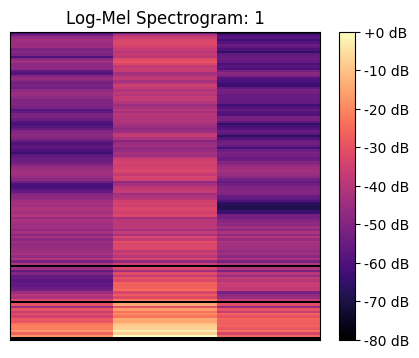 Log-Mel Spectrogram: 1
+0 dB
-10 dB
-20 dB
-30 dB
-40 dB
-50 dB
-60 dB
-70 dB
-80 dB